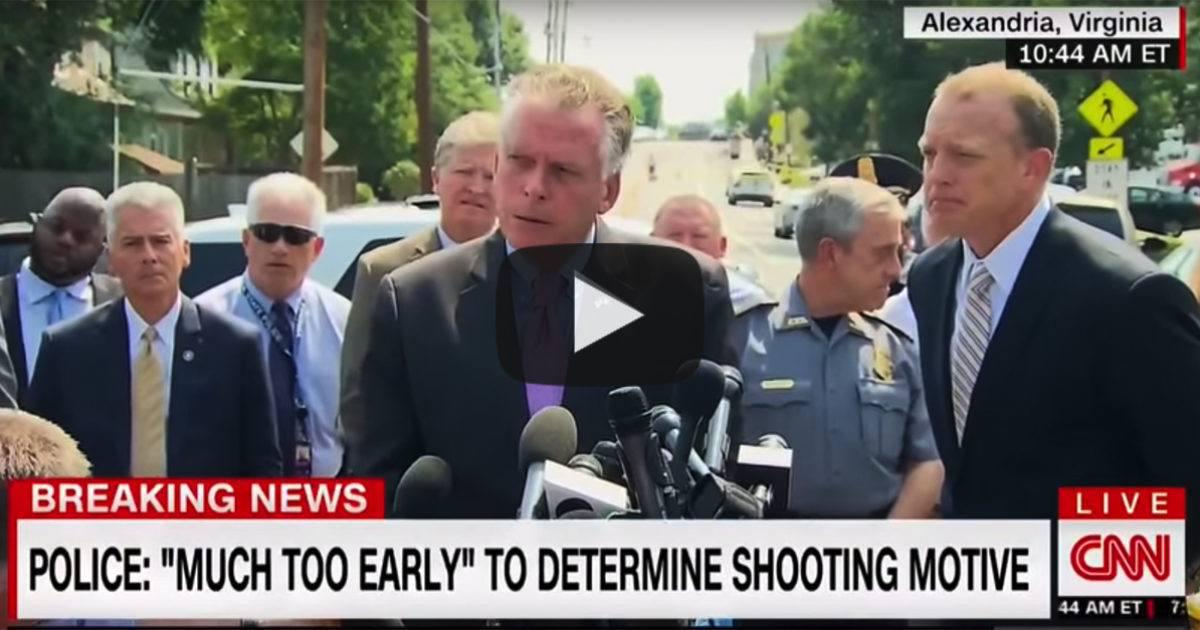 Alexandria, Virginia
10:44 AM ET
BREAKING NEWS
POLICE: "MUCH TOO EARLY" TO DETERMINE SHOOTING MOTIVE
LIVE
CNN
44 AM ET